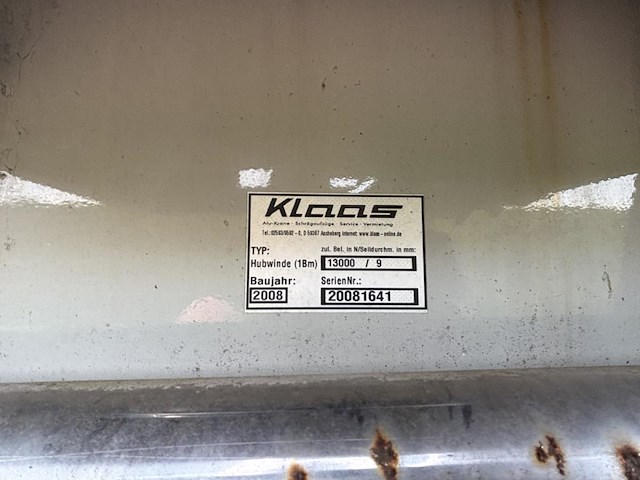 Klaas
Alu-Krane · Schrägaufzüge · Service · Vermietung
TYP:
zul. Bel. in N/Seildurchm. in mm:
Hubwinde (1Bm)
13000 / 9
Baujahr:
SerienNr.:
2008
20081641